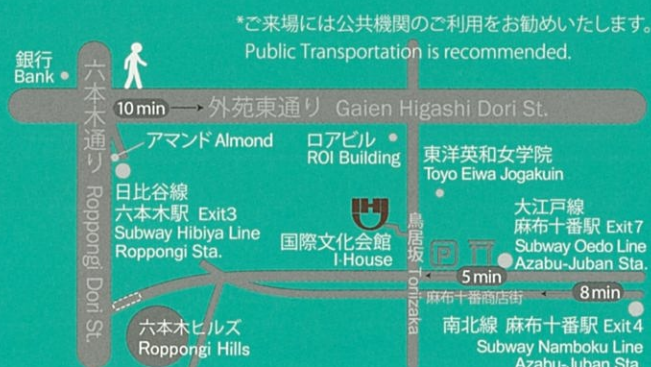 *ご来場には公共機関のご利用をお勧めいたします。
Public Transportation is recommended.
銀行
Bank
六本木通り Roppongi Dori St.
10 min
外苑東通り Gaien Higashi Dori St.
アマンド Almond
ロアビル
ROI Building
東洋英和女学院
Toyo Eiwa Jogakuin
日比谷線
六本木駅 Exit3
Subway Hibiya Line
Roppongi Sta.
国際文化会館
I-House
鳥居坂 Toriizaka
P
大江戸線
麻布十番駅 Exit7
Subway Oedo Line
Azabu-Juban Sta.
5 min
麻布十番商店街
8 min
六本木ヒルズ
Roppongi Hills
南北線 麻布十番駅 Exit4
Subway Namboku Line
Azabu-Juban Sta.